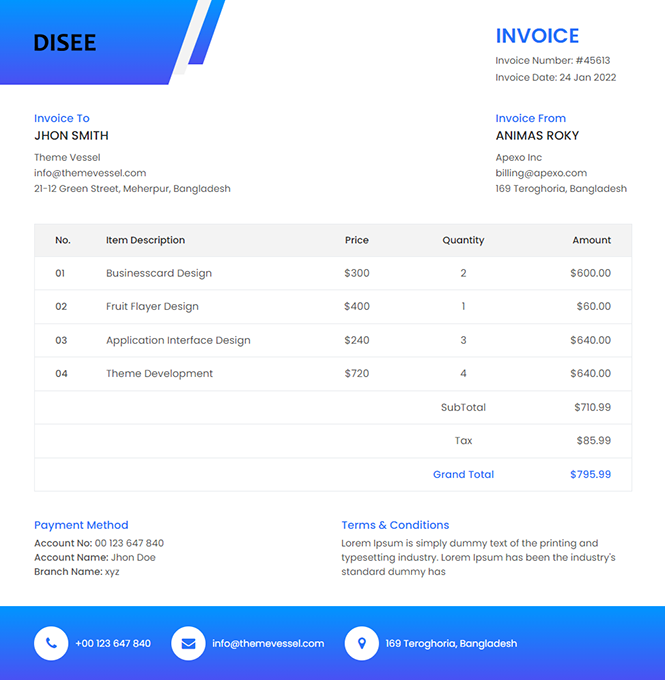 DISEE
INVOICE
Invoice Number: #45613
Invoice Date: 24 Jan 2022
Invoice To
JHON SMITH
Theme Vessel
info@themevessel.com
21-12 Green Street, Meherpur, Bangladesh
Invoice From
ANIMAS ROKY
Apexo Inc
billing@apexo.com
169 Teroghoria, Bangladesh
No. Item Description Price Quantity Amount
01 Businesscard Design $300 2 $600.00
02 Fruit Flayer Design $400 1 $60.00
03 Application Interface Design $240 3 $640.00
04 Theme Development $720 4 $640.00
SubTotal $710.99
Tax $85.99
Grand Total $795.99
Payment Method
Account No: 00 123 647 840
Account Name: Jhon Doe
Branch Name: xyz
Terms & Conditions
Lorem Ipsum is simply dummy text of the printing and
typesetting industry. Lorem Ipsum has been the industry's
standard dummy has
+00 123 647 840 info@themevessel.com 169 Teroghoria, Bangladesh